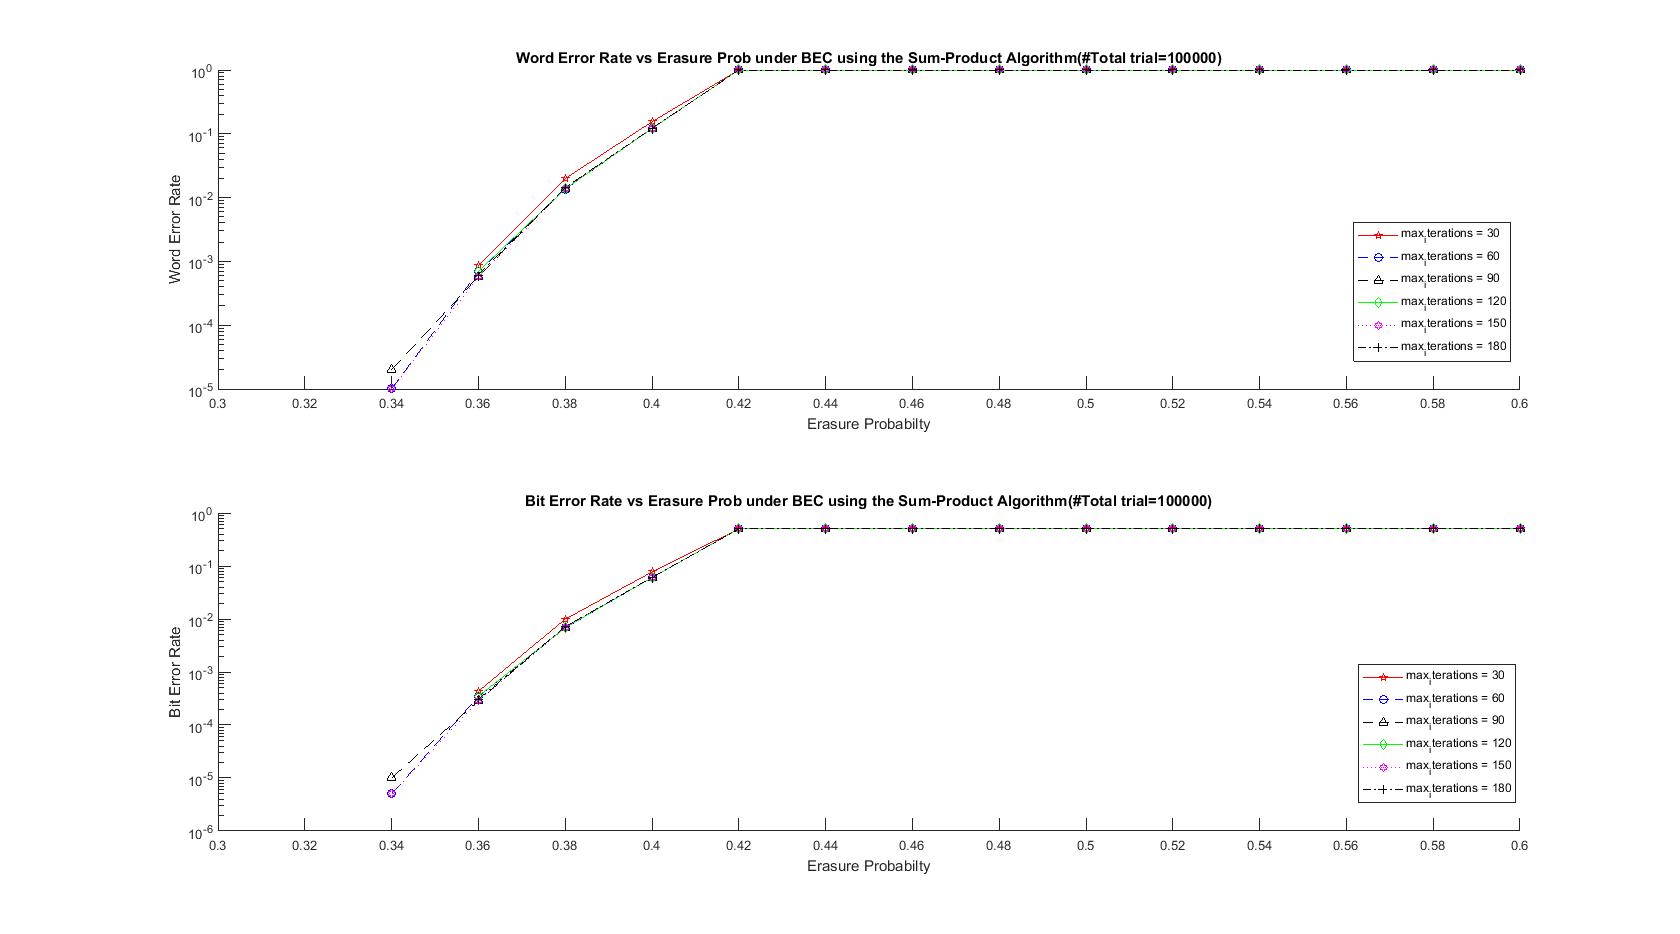 Word Error Rate vs Erasure Prob under BEC using the Sum-Product Algorithm(#Total trial=100000)
10^0
10^-1
10^-2
10^-3
10^-4
10^-5
Word Error Rate
max_iterations = 30
max_iterations = 60
max_iterations = 90
max_iterations = 120
max_iterations = 150
max_iterations = 180
0.3 0.32 0.34 0.36 0.38 0.4 0.42 0.44 0.46 0.48 0.5 0.52 0.54 0.56 0.58 0.6
Erasure Probabilty
Bit Error Rate vs Erasure Prob under BEC using the Sum-Product Algorithm(#Total trial=100000)
10^0
10^-1
10^-2
10^-3
10^-4
10^-5
10^-6
Bit Error Rate
max_iterations = 30
max_iterations = 60
max_iterations = 90
max_iterations = 120
max_iterations = 150
max_iterations = 180
0.3 0.32 0.34 0.36 0.38 0.4 0.42 0.44 0.46 0.48 0.5 0.52 0.54 0.56 0.58 0.6
Erasure Probabilty